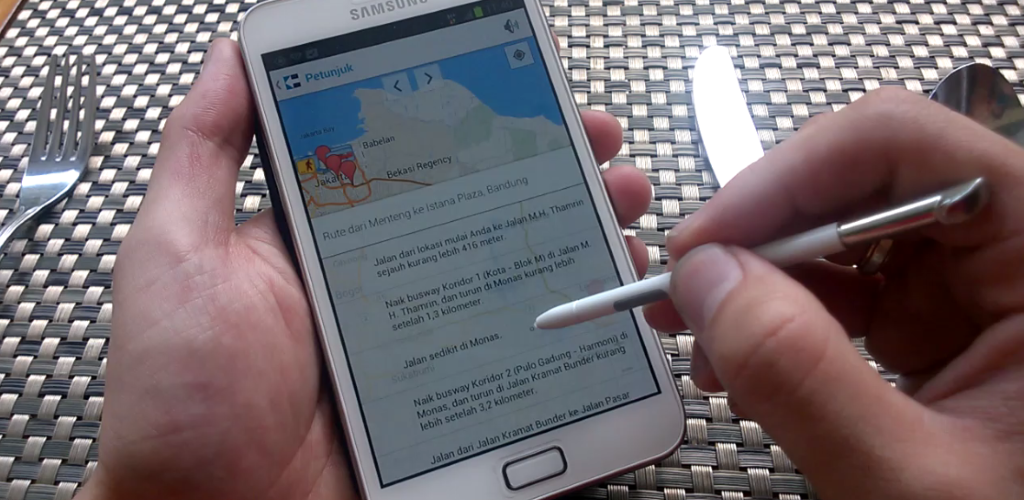 SAMSUNG
Petunjuk
Babelan
Bekasi Regency
Rute dari Menteng ke Istana Plaza, Bandung
Jalan dari lokasi mulai Anda ke Jalan M.H. Thamrin
sejauh kurang lebih 416 meter.
Naik busway Koridor 1 (Kota - Blok M) di Jalan M.
H. Thamrin, dan turun di Monas kurang lebih
setelah 1,3 kilometer.
Jalan sedikit di Monas.
Naik busway Koridor 2 (Pulo Gadung - Harmoni) di
Monas, dan turun di Jalan Kramat Bunder kurang
lebih setelah 3,2 kilometer.
Jalan dari Jalan Kramat Bunder ke Jalan Pasar